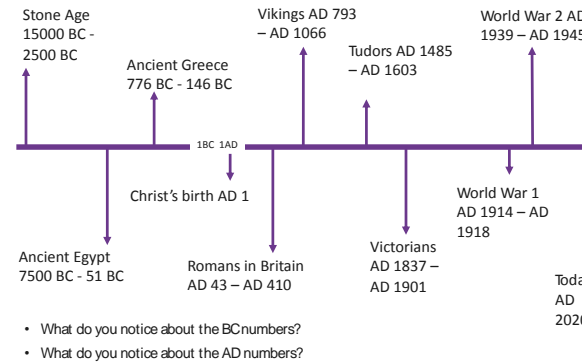 Stone Age
15000 BC -
2500 BC
Ancient Greece
776 BC - 146 BC
Vikings AD 793
– AD 1066
Tudors AD 1485
– AD 1603
World War 2 AD
1939 – AD 1945
1BC 1AD
Christ's birth AD 1
Ancient Egypt
7500 BC - 51 BC
Romans in Britain
AD 43 – AD 410
Victorians
AD 1837 –
AD 1901
World War 1
AD 1914 – AD
1918
AD
• What do you notice about the BC numbers?
• What do you notice about the AD numbers?